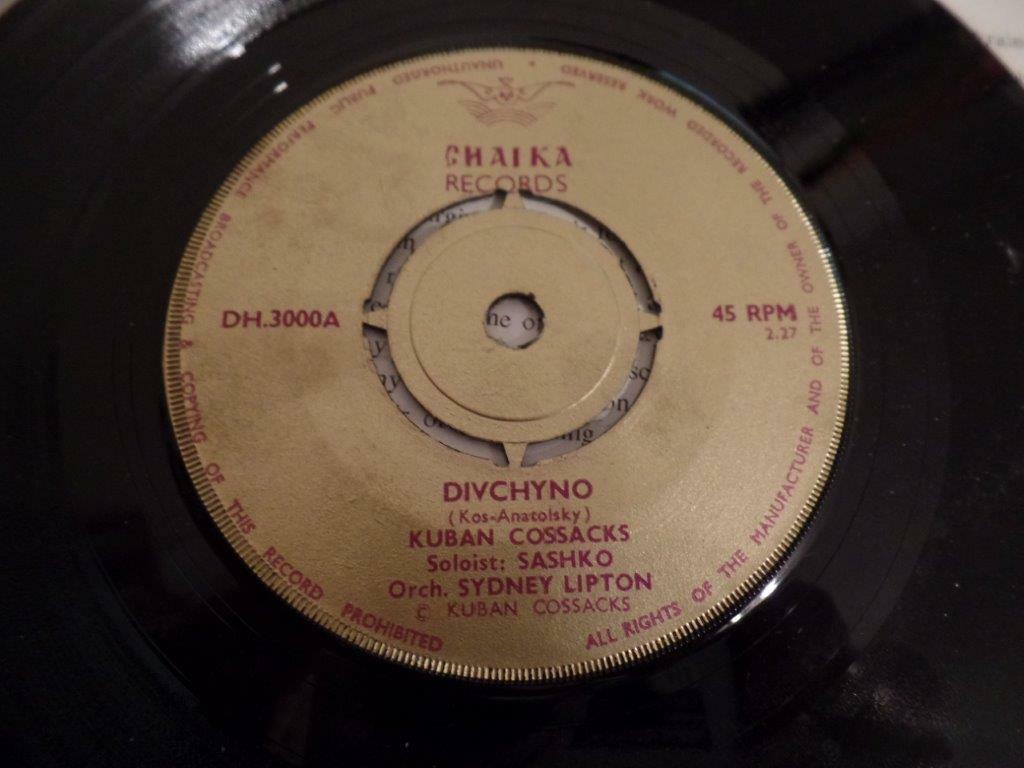 CHAIKA
RECORDS
DH.3000A
45 RPM
2.27
DIVCHYNO
(Kos-Anatolsky)
KUBAN COSSACKS
Soloist: SASHKO
Orch. SYDNEY LIPTON
© KUBAN COSSACKS
ALL RIGHTS OF THE MANUFACTURER AND OF THE OWNER OF THE RECORDED WORK RESERVED • UNAUTHORISED PUBLIC PERFORMANCE BROADCASTING & COPYING OF THIS RECORD PROHIBITED
he o